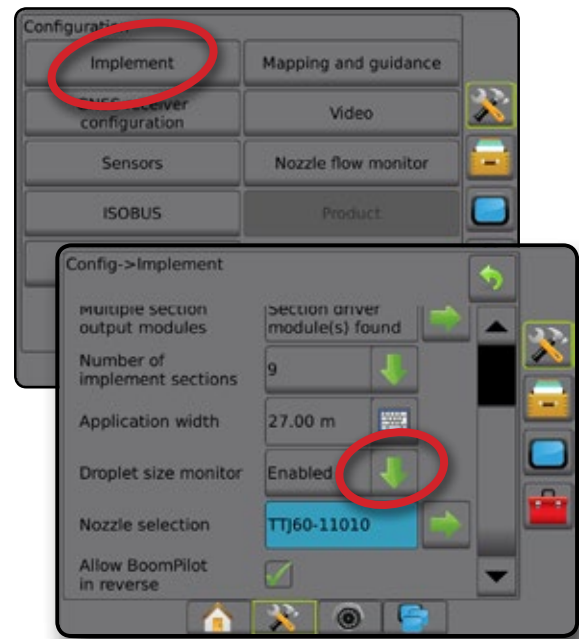 Configuration
Implement
Mapping and guidance
GNSS receiver
configuration
Video
Sensors
Nozzle flow monitor
ISOBUS
Product
Config->Implement
Multiple section
output modules
Section driver
module(s) found
Number of
implement sections
9
Application width
27.00 m
Droplet size monitor
Enabled
Nozzle selection
TTJ60-11010
Allow BoomPilot
in reverse